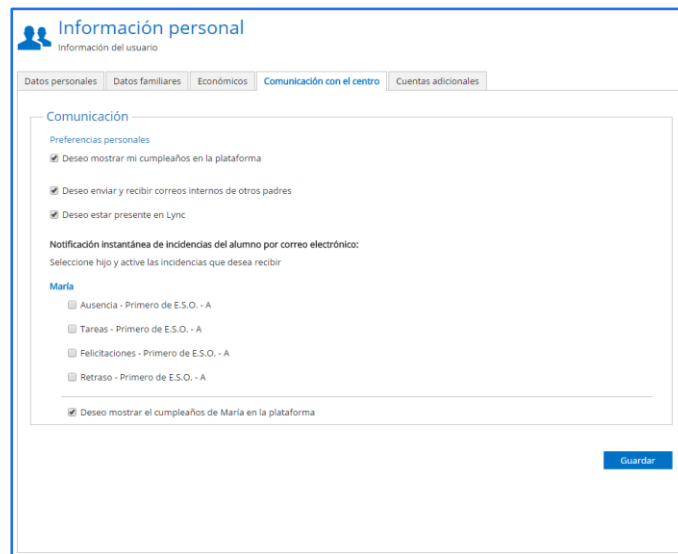 Información personal
Información del usuario
Datos personales Datos familiares Económicos Comunicación con el centro Cuentas adicionales
Comunicación
Preferencias personales
Deseo mostrar mi cumpleaños en la plataforma
Deseo enviar y recibir correos internos de otros padres
Deseo estar presente en Lync
Notificación instantánea de incidencias del alumno por correo electrónico:
Seleccione hijo y active las incidencias que desea recibir
María
Ausencia - Primero de E.S.O. - A
Tareas - Primero de E.S.O. - A
Felicitaciones - Primero de E.S.O. - A
Retraso - Primero de E.S.O. - A
Deseo mostrar el cumpleaños de María en la plataforma
Guardar